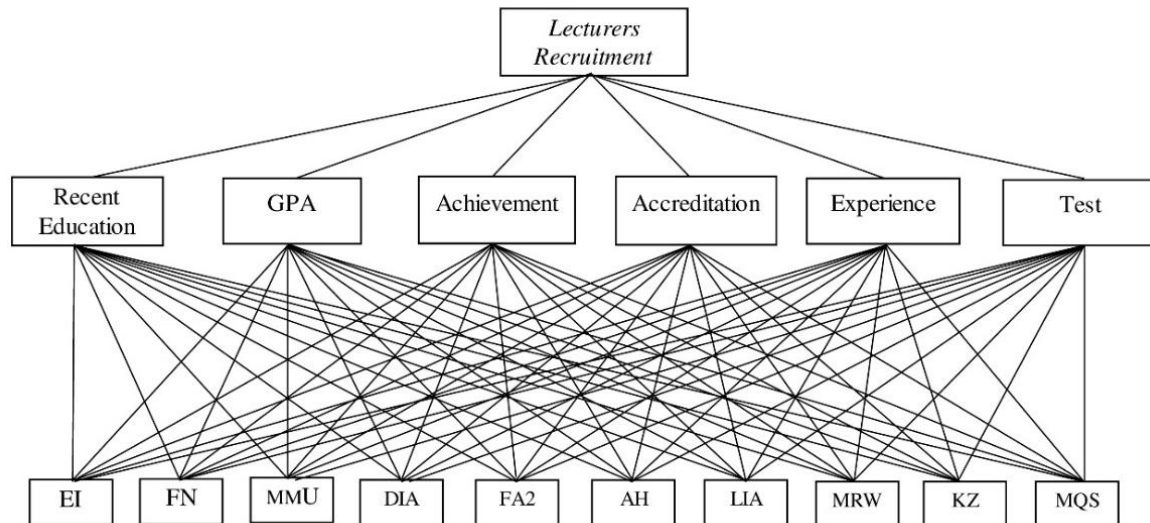 Lecturers
Recruitment
Recent
Education
GPA
Achievement
Accreditation
Experience
Test
EI
FN
MMU
DIA
FA2
AH
LIA
MRW
KZ
MQS